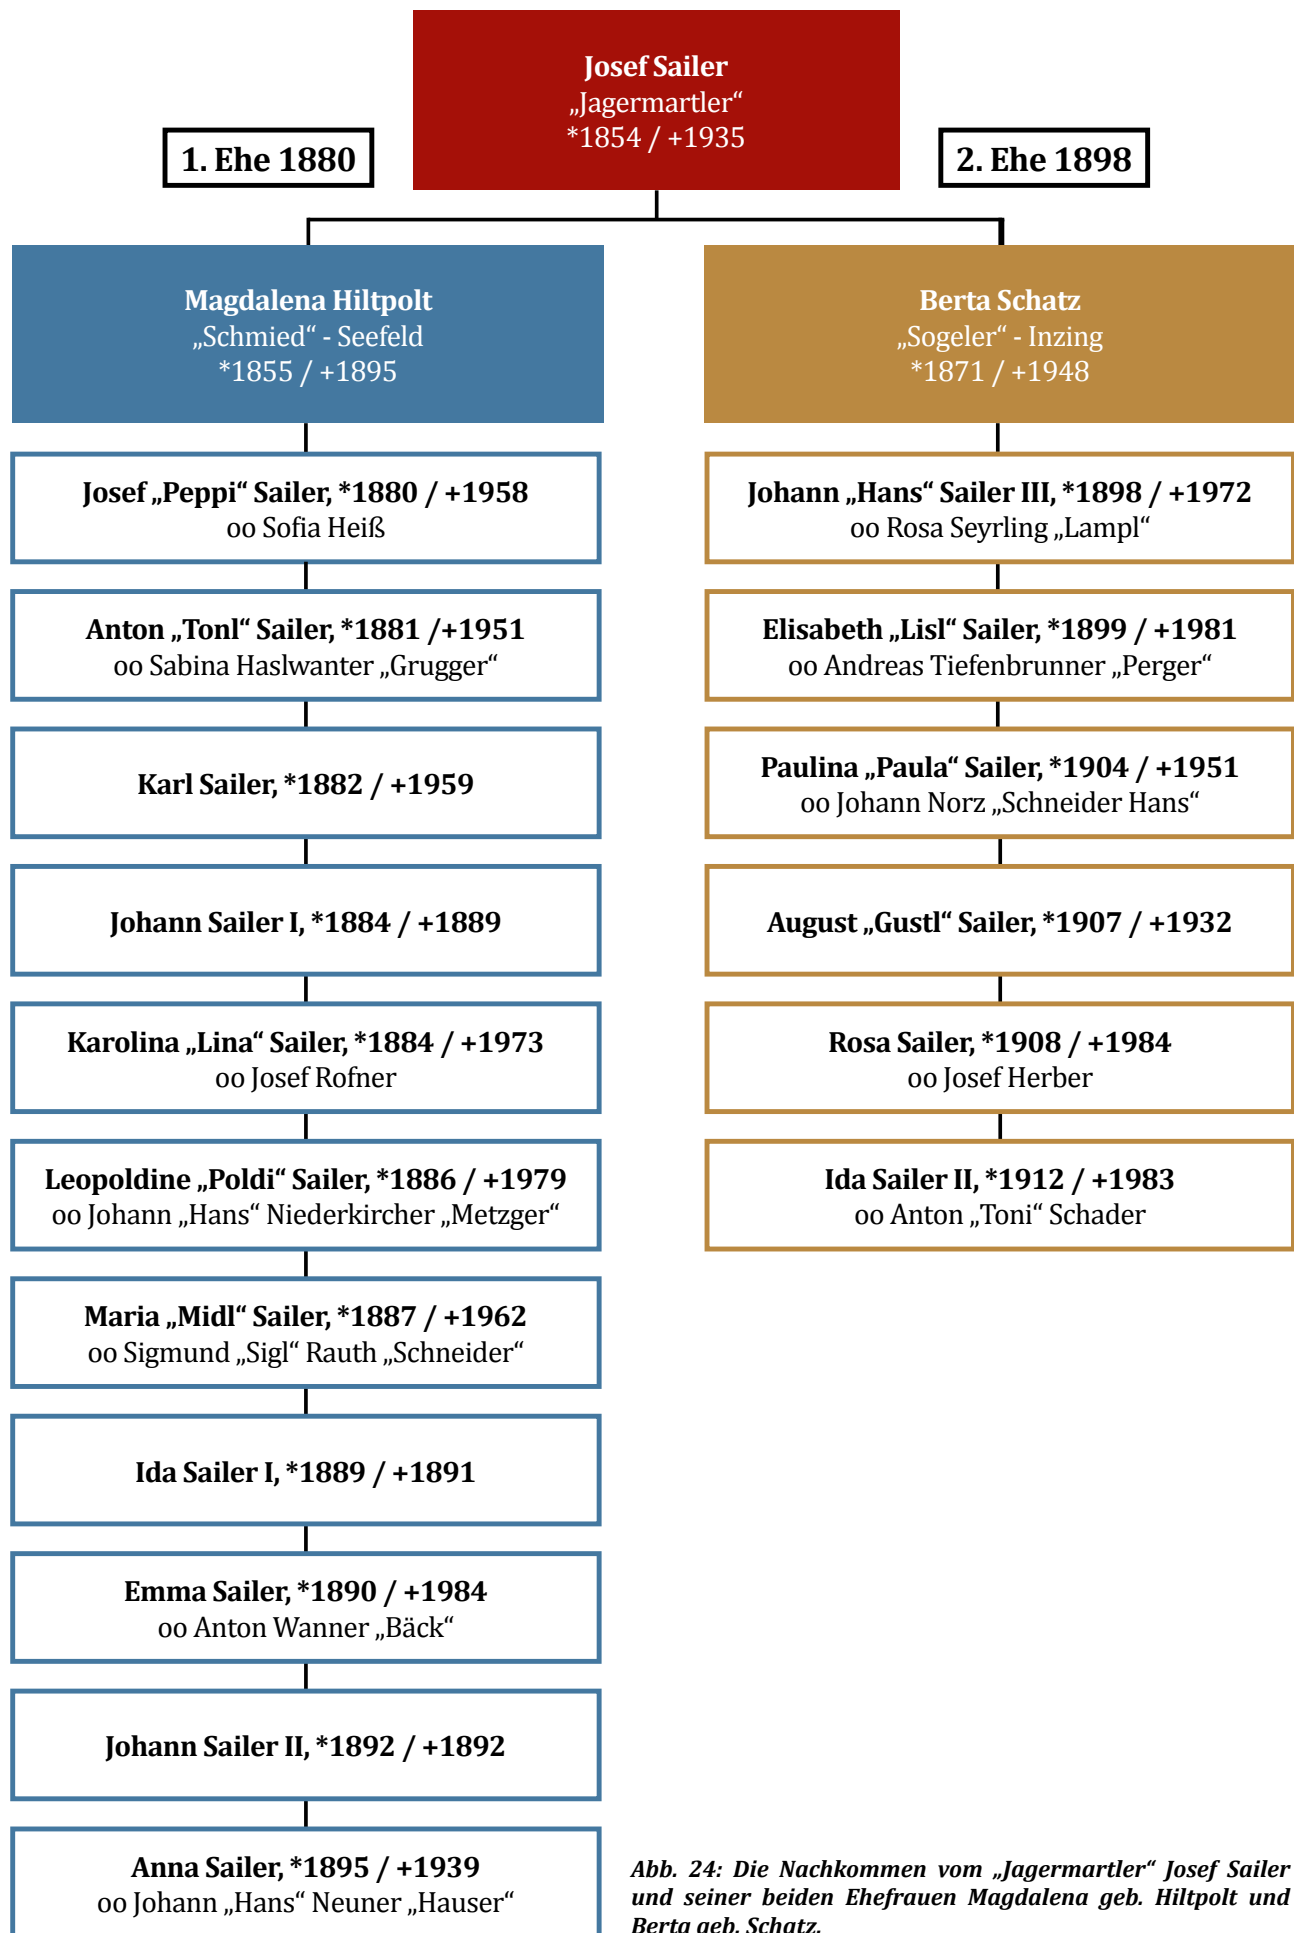 Josef Sailer
„Jagermartler“
*1854 / +1935
1. Ehe 1880
2. Ehe 1898
Magdalena Hiltpolt
„Schmied“ - Seefeld
*1855 / +1895
Josef „Peppi“ Sailer, *1880 / +1958
oo Sofia Heiß
Anton „Tonl“ Sailer, *1881 /+1951
oo Sabina Haslwanter „Grugger“
Karl Sailer, *1882 / +1959
Johann Sailer I, *1884 / +1889
Karolina „Lina“ Sailer, *1884 / +1973
oo Josef Rofner
Leopoldine „Poldi“ Sailer, *1886 / +1979
oo Johann „Hans“ Niederkircher „Metzger“
Maria „Midl“ Sailer, *1887 / +1962
oo Sigmund „Sigl“ Rauth „Schneider“
Ida Sailer I, *1889 / +1891
Emma Sailer, *1890 / +1984
oo Anton Wanner „Bäck“
Johann Sailer II, *1892 / +1892
Anna Sailer, *1895 / +1939
oo Johann „Hans“ Neuner „Hauser“
Berta Schatz
„Sogeler“ - Inzing
*1871 / +1948
Johann „Hans“ Sailer III, *1898 / +1972
oo Rosa Seyrling „Lampl“
Elisabeth „Lisl“ Sailer, *1899 / +1981
oo Andreas Tiefenbrunner „Perger“
Paulina „Paula“ Sailer, *1904 / +1951
oo Johann Norz „Schneider Hans“
August „Gustl“ Sailer, *1907 / +1932
Rosa Sailer, *1908 / +1984
oo Josef Herber
Ida Sailer II, *1912 / +1983
oo Anton „Toni“ Schader
Abb. 24: Die Nachkommen vom „Jagermartler“ Josef Sailer
und seiner beiden Ehefrauen Magdalena geb. Hiltpolt und
Berta geb. Schatz.